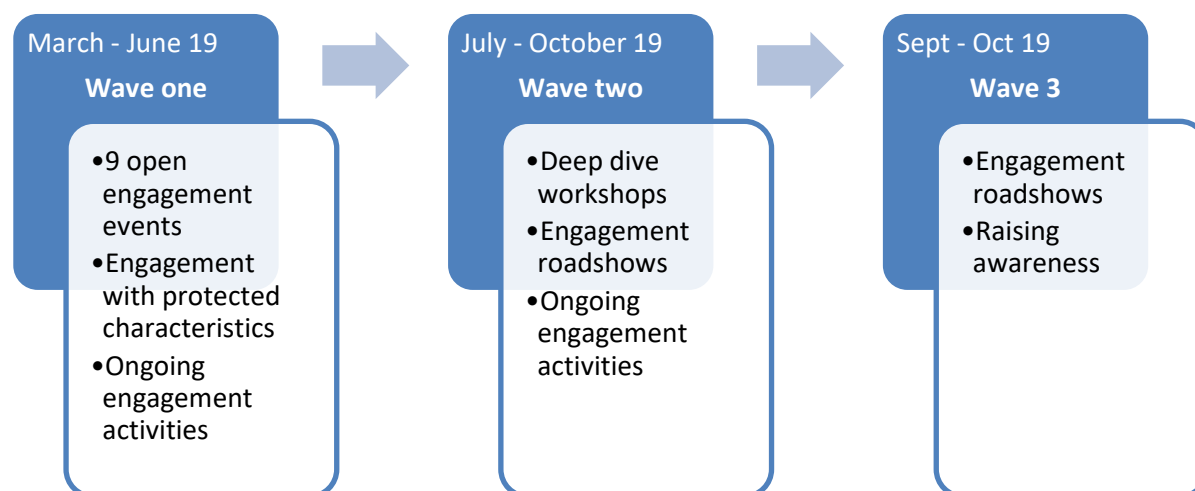 March - June 19
Wave one
•9 open
engagement
events
•Engagement
with protected
characteristics
•Ongoing
engagement
activities
July - October 19
Wave two
•Deep dive
workshops
•Engagement
roadshows
•Ongoing
engagement
activities
Sept - Oct 19
Wave 3
•Engagement
roadshows
•Raising
awareness